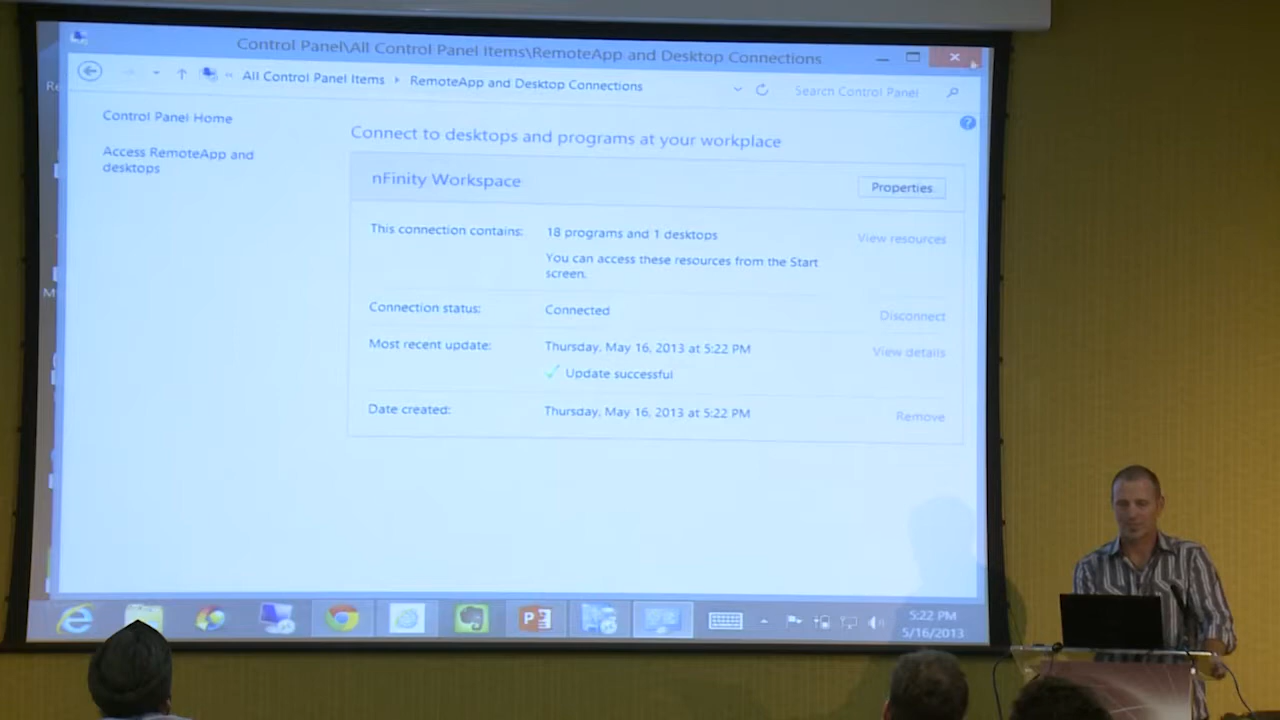 Control Panel\All Control Panel Items\RemoteApp and Desktop Connections
All Control Panel Items RemoteApp and Desktop Connections
Search Control Panel
Control Panel Home
Access RemoteApp and
desktops
Connect to desktops and programs at your workplace
nFinity Workspace
Properties
This connection contains: 18 programs and 1 desktops
View resources
You can access these resources from the Start
screen.
Connection status: Connected
Disconnect
Most recent update: Thursday, May 16, 2013 at 5:22 PM
View details
Update successful
Date created: Thursday, May 16, 2013 at 5:22 PM
Remove
5:22 PM
5/16/2013